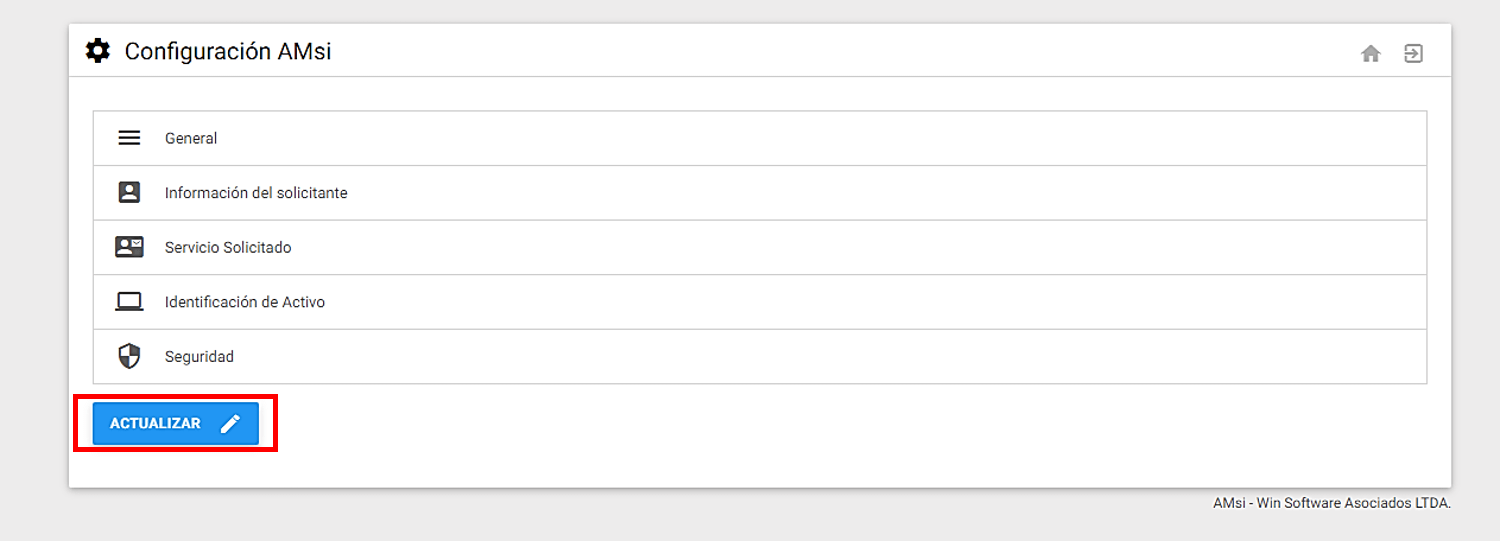 Configuración AMsi
General
Información del solicitante
Servicio Solicitado
Identificación de Activo
Seguridad
ACTUALIZAR
AMsi - Win Software Asociados LTDA.